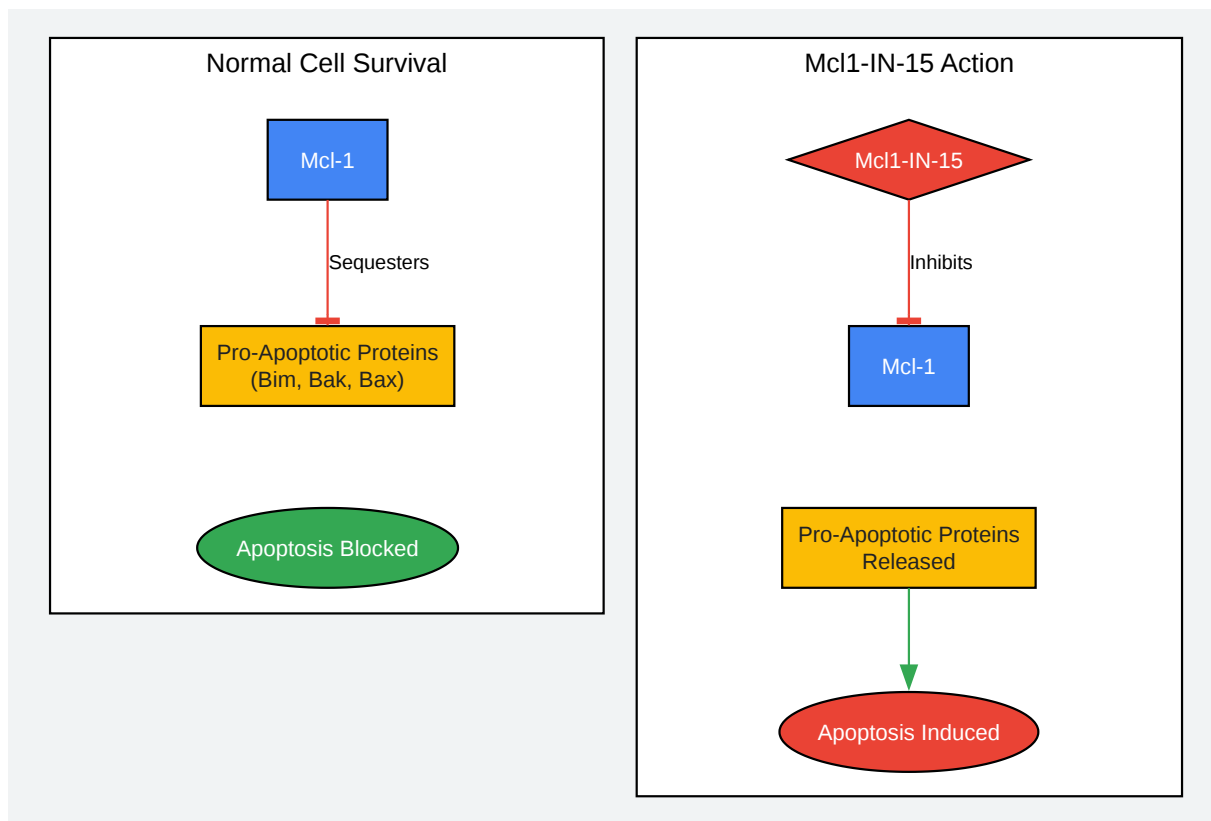 Normal Cell Survival
Mcl-1
Sequesters
Pro-Apoptotic Proteins
(Bim, Bak, Bax)
Apoptosis Blocked
Mcl1-IN-15 Action
Mcl1-IN-15
Inhibits
Mcl-1
Pro-Apoptotic Proteins
Released
Apoptosis Induced